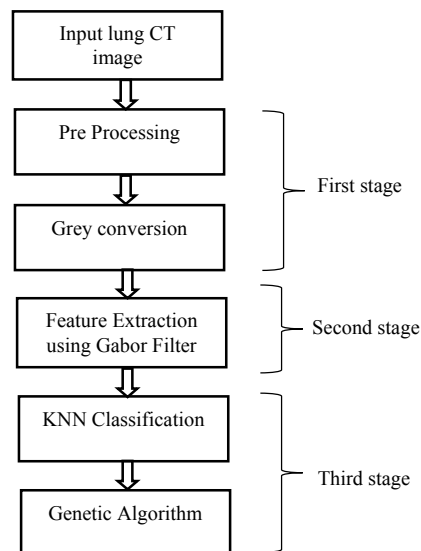 Input lung CT
image
Pre Processing
First stage
Grey conversion
Feature Extraction
using Gabor Filter
Second stage
KNN Classification
Third stage
Genetic Algorithm